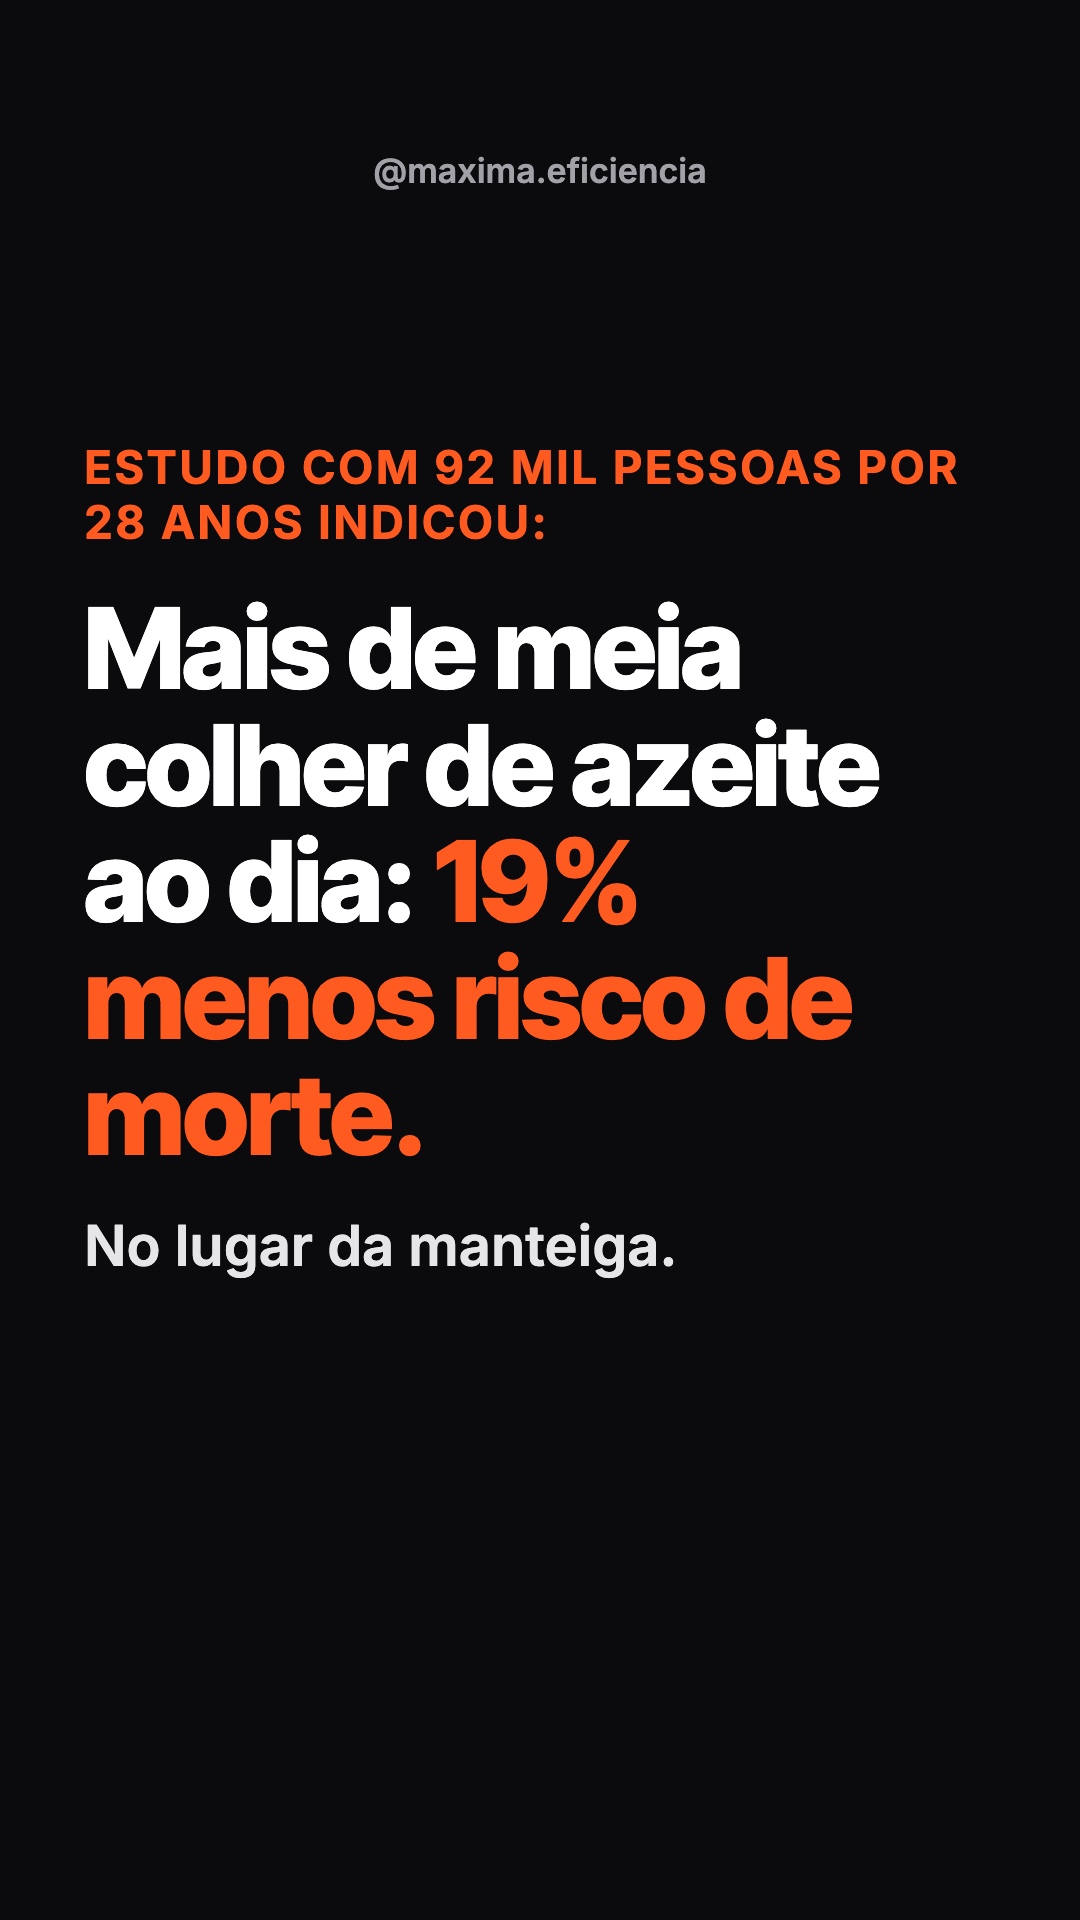 @maxima.eficiencia
ESTUDO COM 92 MIL PESSOAS POR
28 ANOS INDICOU:
Mais de meia
colher de azeite
ao dia: 19%
menos risco de
morte.
No lugar da manteiga.